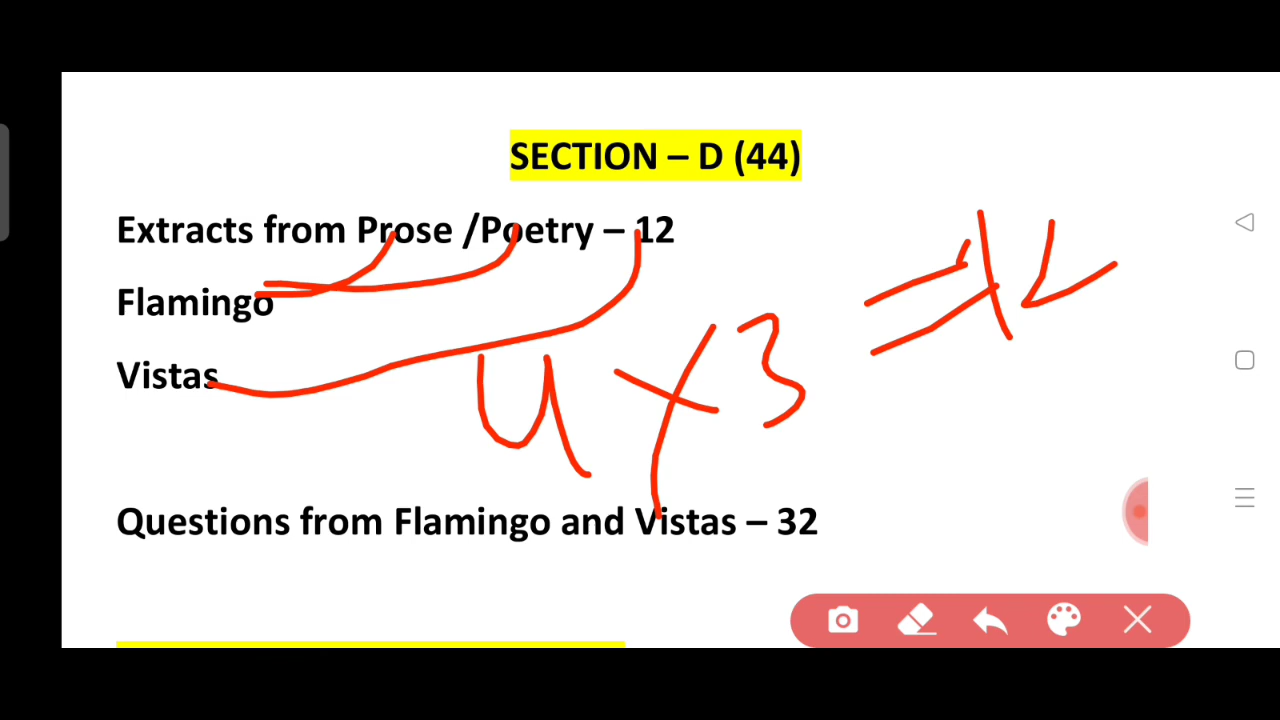 SECTION – D (44)
Extracts from Prose /Poetry – 12
Flamingo
Vistas
4 x 3 = 12
Questions from Flamingo and Vistas – 32